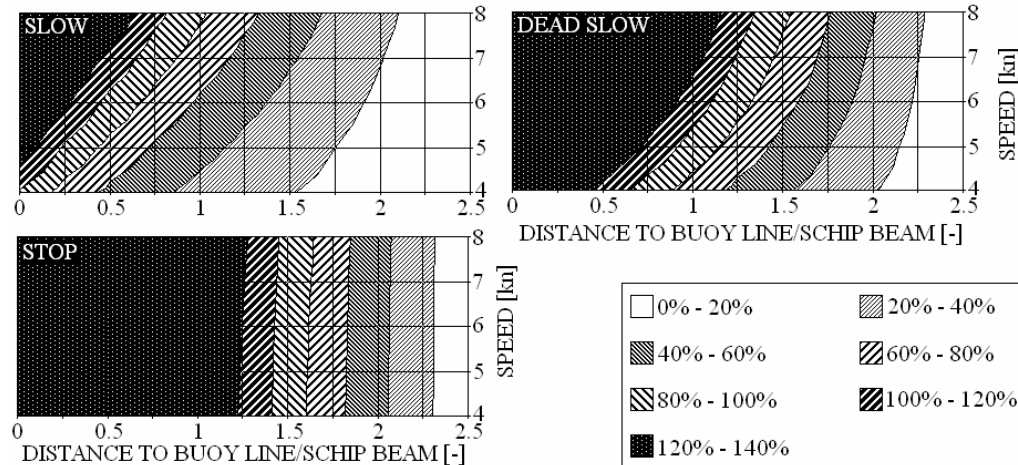 SLOW
8
7
6
5
4
0 0.5 1 1.5 2 2.5
DEAD SLOW
8
7
6
5
4
SPEED [kn]
0 0.5 1 1.5 2 2.5
DISTANCE TO BUOY LINE/SCHIP BEAM [-]
STOP
8
7
6
5
4
SPEED [kn]
0 0.5 1 1.5 2 2.5
DISTANCE TO BUOY LINE/SCHIP BEAM [-]
0% - 20% 20% - 40%
40% - 60% 60% - 80%
80% - 100% 100% - 120%
120% - 140%